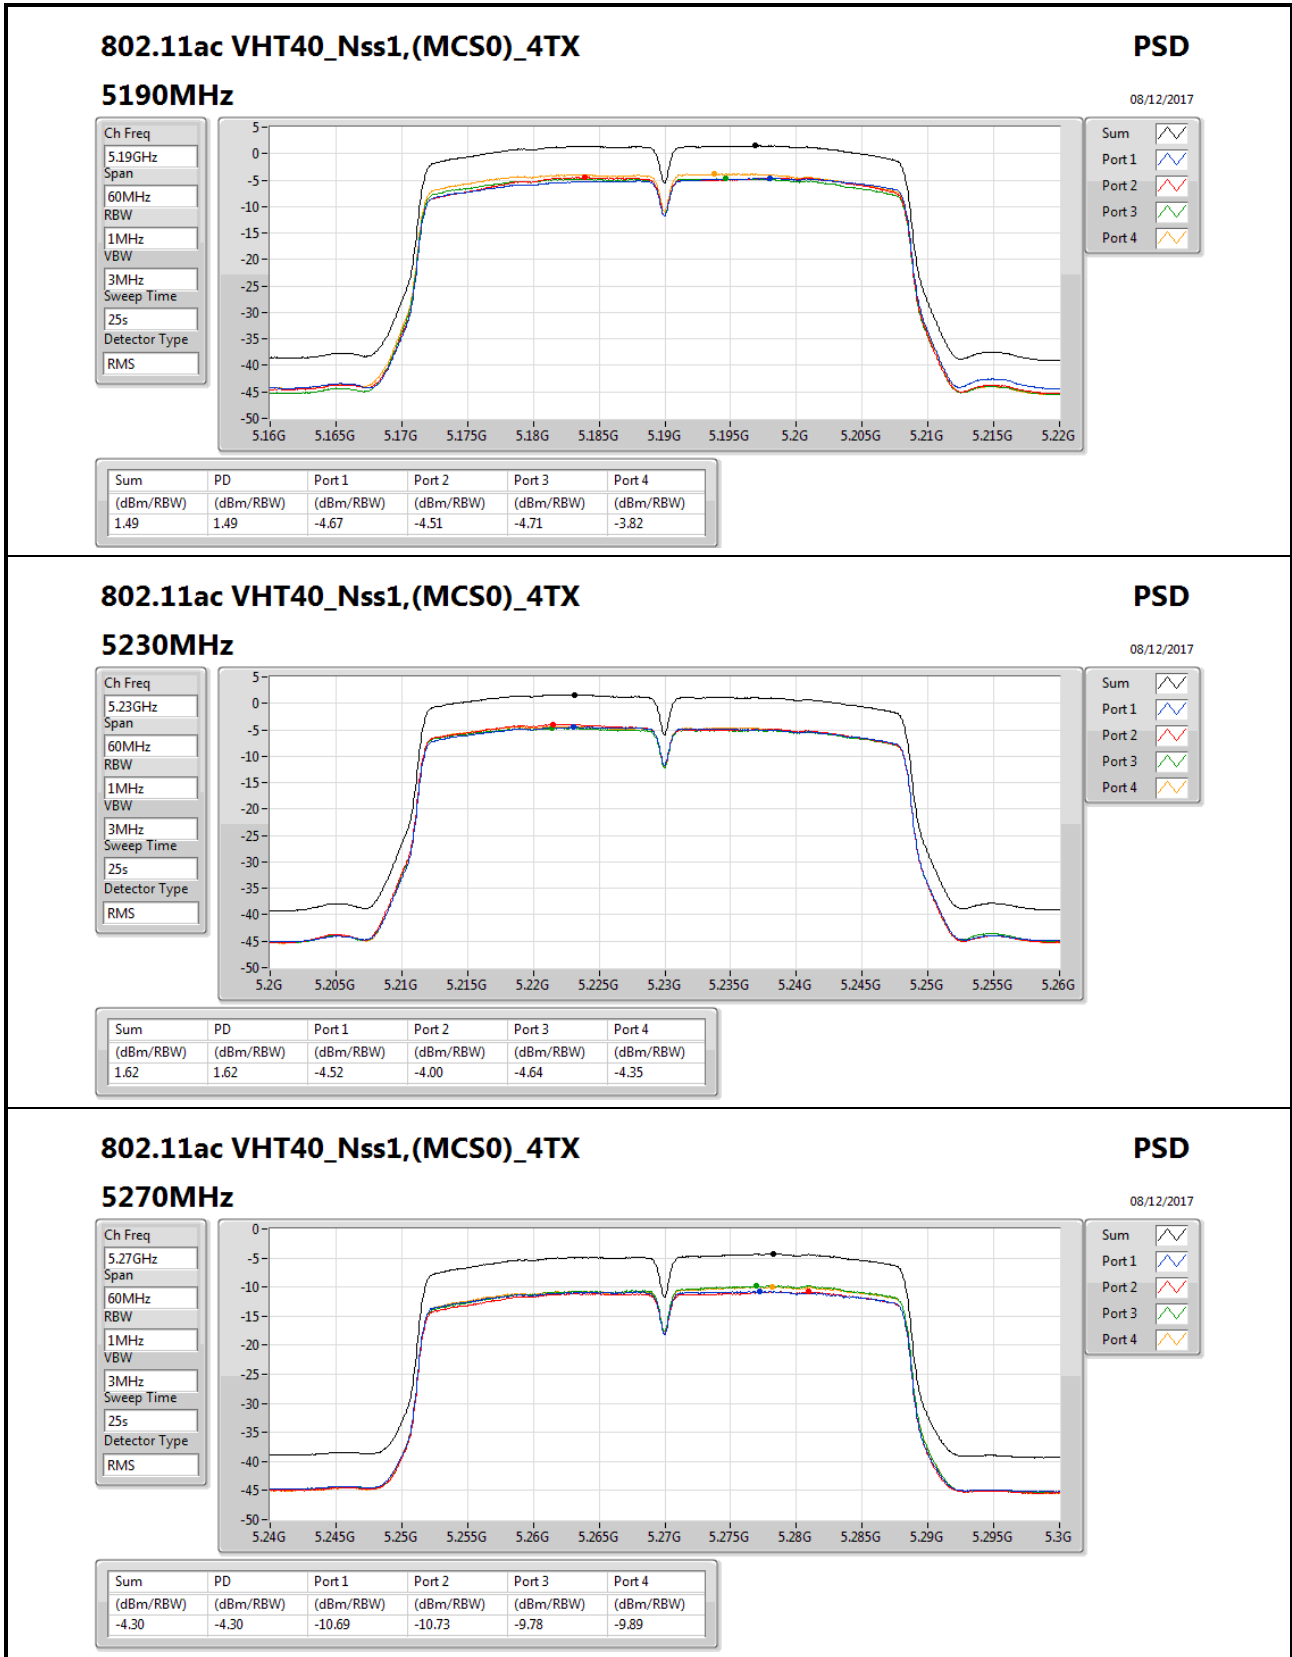 802.11ac VHT40_Nss1,(MCS0)_4TX PSD
5190MHz 08/12/2017
Ch Freq
5.19GHz
Span
60MHz
RBW
1MHz
VBW
3MHz
Sweep Time
25s
Detector Type
RMS
5
0
-5
-10
-15
-20
-25
-30
-35
-40
-45
-50
5.16G 5.165G 5.17G 5.175G 5.18G 5.185G 5.19G 5.195G 5.2G 5.205G 5.21G 5.215G 5.22G
Sum
Port 1
Port 2
Port 3
Port 4
Sum PD Port 1 Port 2 Port 3 Port 4
(dBm/RBW) (dBm/RBW) (dBm/RBW) (dBm/RBW) (dBm/RBW) (dBm/RBW)
1.49 1.49 -4.67 -4.51 -4.71 -3.82
802.11ac VHT40_Nss1,(MCS0)_4TX PSD
5230MHz 08/12/2017
Ch Freq
5.23GHz
Span
60MHz
RBW
1MHz
VBW
3MHz
Sweep Time
25s
Detector Type
RMS
5
0
-5
-10
-15
-20
-25
-30
-35
-40
-45
-50
5.2G 5.205G 5.21G 5.215G 5.22G 5.225G 5.23G 5.235G 5.24G 5.245G 5.25G 5.255G 5.26G
Sum
Port 1
Port 2
Port 3
Port 4
Sum PD Port 1 Port 2 Port 3 Port 4
(dBm/RBW) (dBm/RBW) (dBm/RBW) (dBm/RBW) (dBm/RBW) (dBm/RBW)
1.62 1.62 -4.52 -4.00 -4.64 -4.35
802.11ac VHT40_Nss1,(MCS0)_4TX PSD
5270MHz 08/12/2017
Ch Freq
5.27GHz
Span
60MHz
RBW
1MHz
VBW
3MHz
Sweep Time
25s
Detector Type
RMS
0
-5
-10
-15
-20
-25
-30
-35
-40
-45
-50
5.24G 5.245G 5.25G 5.255G 5.26G 5.265G 5.27G 5.275G 5.28G 5.285G 5.29G 5.295G 5.3G
Sum
Port 1
Port 2
Port 3
Port 4
Sum PD Port 1 Port 2 Port 3 Port 4
(dBm/RBW) (dBm/RBW) (dBm/RBW) (dBm/RBW) (dBm/RBW) (dBm/RBW)
-4.30 -4.30 -10.69 -10.73 -9.78 -9.89